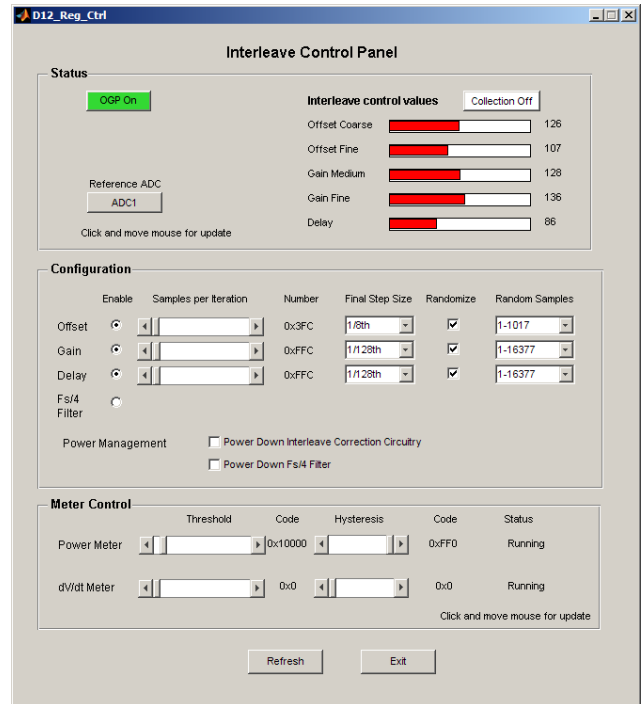 D12_Reg_Ctrl
Interleave Control Panel
Status
OGP On
Interleave control values
Collection Off
Offset Coarse 126
Offset Fine 107
Gain Medium 128
Reference ADC
Gain Fine 136
ADC1
Delay 86
Click and move mouse for update
Configuration
Enable Samples per Iteration Number Final Step Size Randomize Random Samples
Offset 0x3FC 1/8th 1-1017
Gain 0xFFC 1/128th 1-16377
Delay 0xFFC 1/128th 1-16377
Fs/4
Filter
Power Management Power Down Interleave Correction Circuitry
Power Down Fs/4 Filter
Meter Control
Threshold Code Hysteresis Code Status
Power Meter 0x10000 0xFF0 Running
dV/dt Meter 0x0 0x0 Running
Click and move mouse for update
Refresh Exit